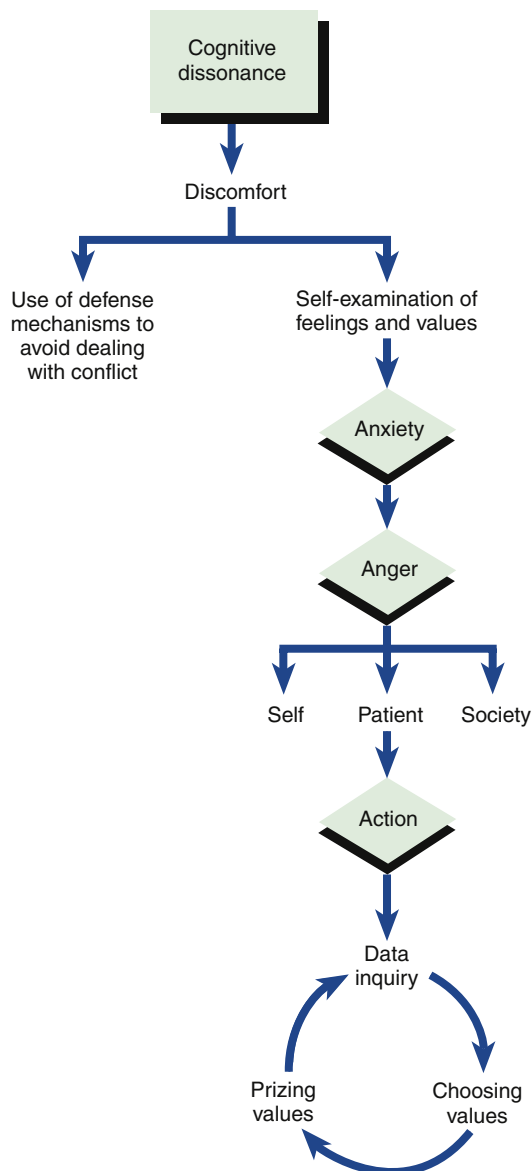 Cognitive
dissonance
Discomfort
Use of defense
mechanisms to
avoid dealing
with conflict
Self-examination of
feelings and values
Anxiety
Anger
Self
Patient
Society
Action
Data
inquiry
Prizing
values
Choosing
values